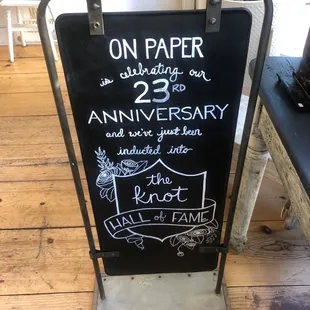 ON PAPER
is celebrating our
23RD
ANNIVERSARY
and we've just been
inducted into
the
Knot
HALL of FAME